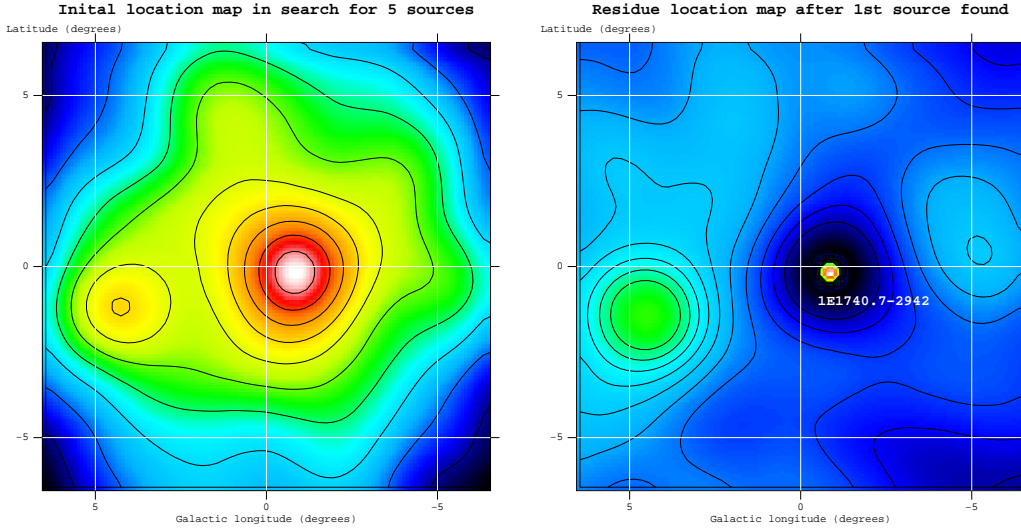 Inital location map in search for 5 sources
Latitude (degrees)
5
0
−5
5
0
−5
Galactic longitude (degrees)
Residue location map after 1st source found
Latitude (degrees)
5
0
−5
1E1740.7−2942
5
0
−5
Galactic longitude (degrees)